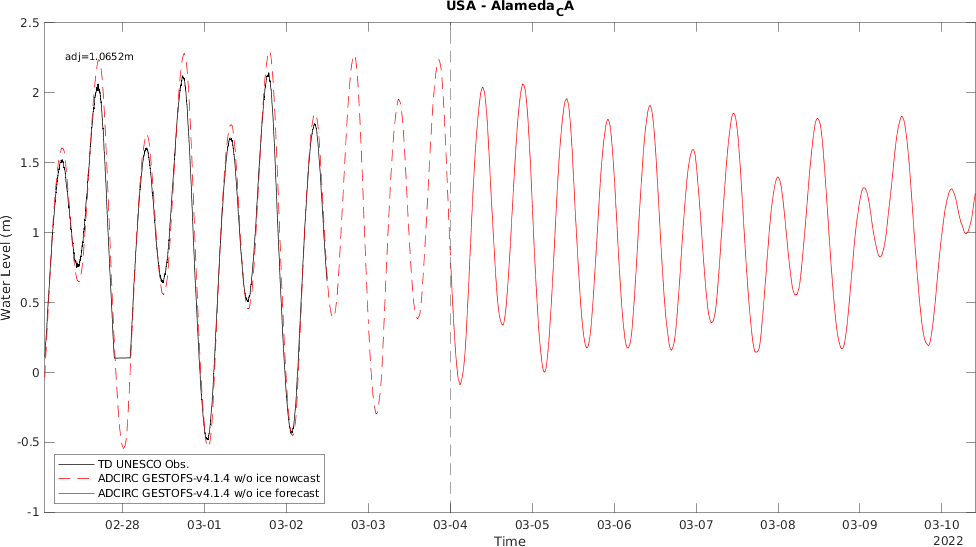 USA - Alameda_CA
adj=1.0652m
2.5
2
1.5
1
0.5
0
-0.5
-1
Water Level (m)
TD UNESCO Obs.
ADCIRC GESTOFS-v4.1.4 w/o ice nowcast
ADCIRC GESTOFS-v4.1.4 w/o ice forecast
02-28 03-01 03-02 03-03 03-04 03-05 03-06 03-07 03-08 03-09 03-10
Time
2022